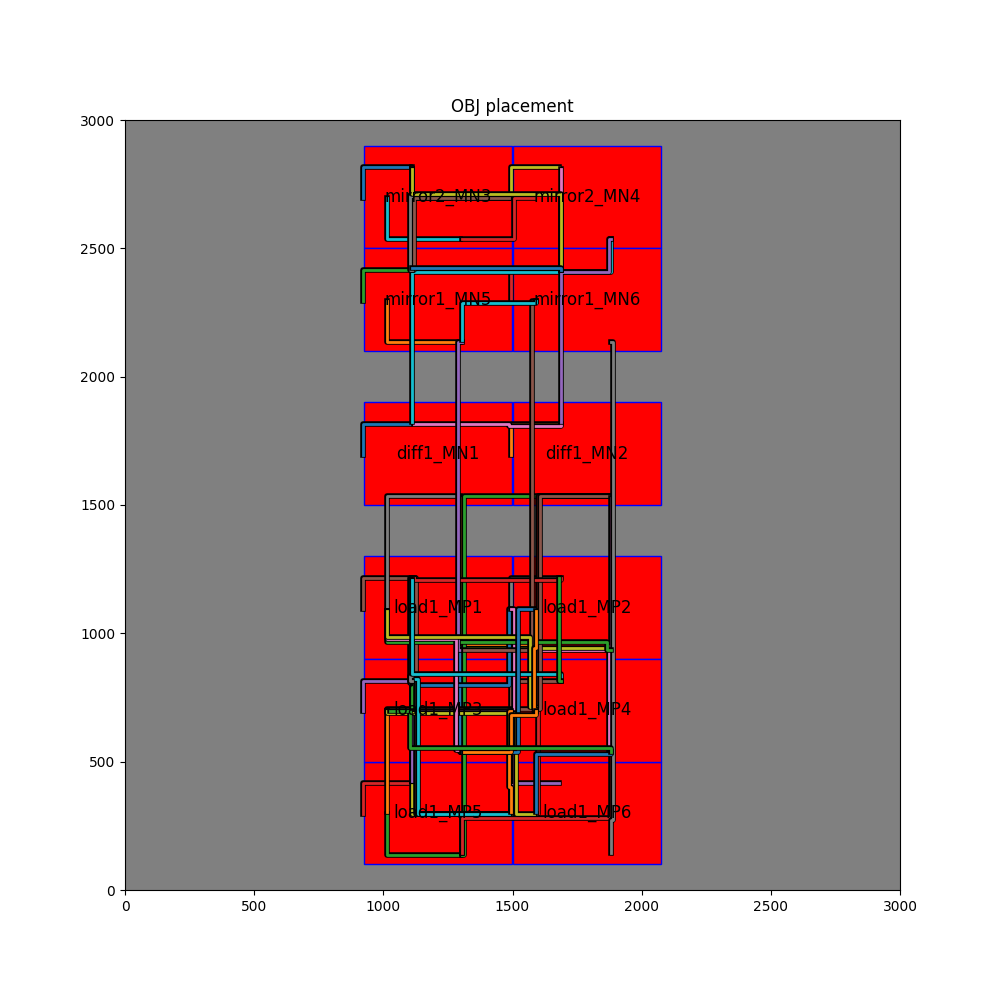 OBJ placement
3000
mirror2_MN3 mirror2_MN4
2500
mirror1_MN5 mirror1_MN6
2000
diff1_MN1 diff1_MN2
1500
load1_MP1 load1_MP2
1000
load1_MP3 load1_MP4
500
load1_MP5 load1_MP6
0
0 500 1000 1500 2000 2500 3000